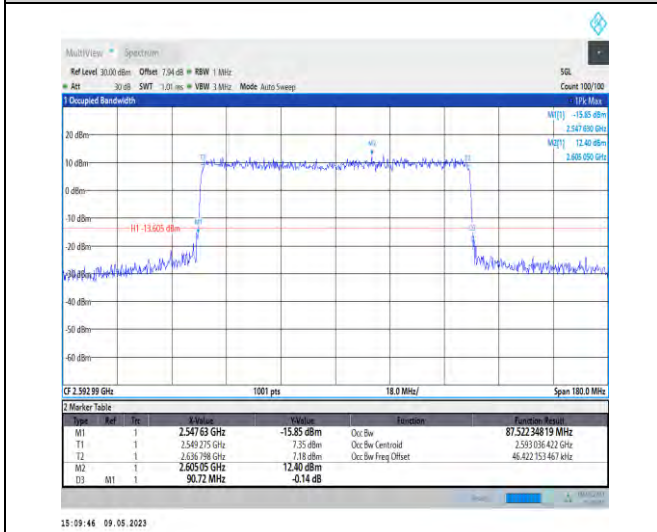 MultiView Spectrum
Ref Level 30.00 dBm Offset 7.94 dB RBW 1 MHz SGL
Att 30 dB SWT 1.01 ms VBW 3 MHz Mode Auto Sweep Count 100/100
1 Occupied Bandwidth 1Pk Max
M1[1] -15.85 dBm
2.547 630 GHz
M2[1] 12.40 dBm
2.605 050 GHz
20 dBm
M2
T1 T2
10 dBm
0 dBm
-10 dBm
M1
H1 -13.605 dBm
D3
-20 dBm
-30 dBm
-40 dBm
-50 dBm
-60 dBm
CF 2.592 99 GHz 1001 pts 18.0 MHz/ Span 180.0 MHz
2 Marker Table
Type Ref Trc X-Value Y-Value Function Function Result
M1 1 2.547 63 GHz -15.85 dBm Occ Bw 87.522 348 19 MHz
T1 1 2.549 275 GHz 7.35 dBm Occ Bw Centroid 2.593 036 422 GHz
T2 1 2.636 798 GHz 7.18 dBm Occ Bw Freq Offset 46.422 153 467 kHz
M2 1 2.605 05 GHz 12.40 dBm
D3 M1 1 90.72 MHz -0.14 dB
15:09:46 09.05.2023